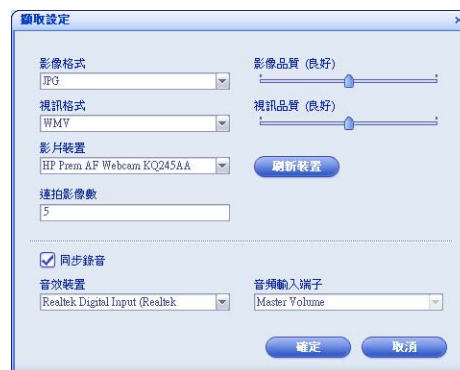 擷取設定
影像格式
JPG
影像品質 (良好)
視訊格式
WMV
視訊品質 (良好)
影片裝置
HP Prem AF Webcam KQ245AA
刷新裝置
連拍影像數
5
同步錄音
音效裝置
Realtek Digital Input (Realtek
音頻輸入端子
Master Volume
確定
取消